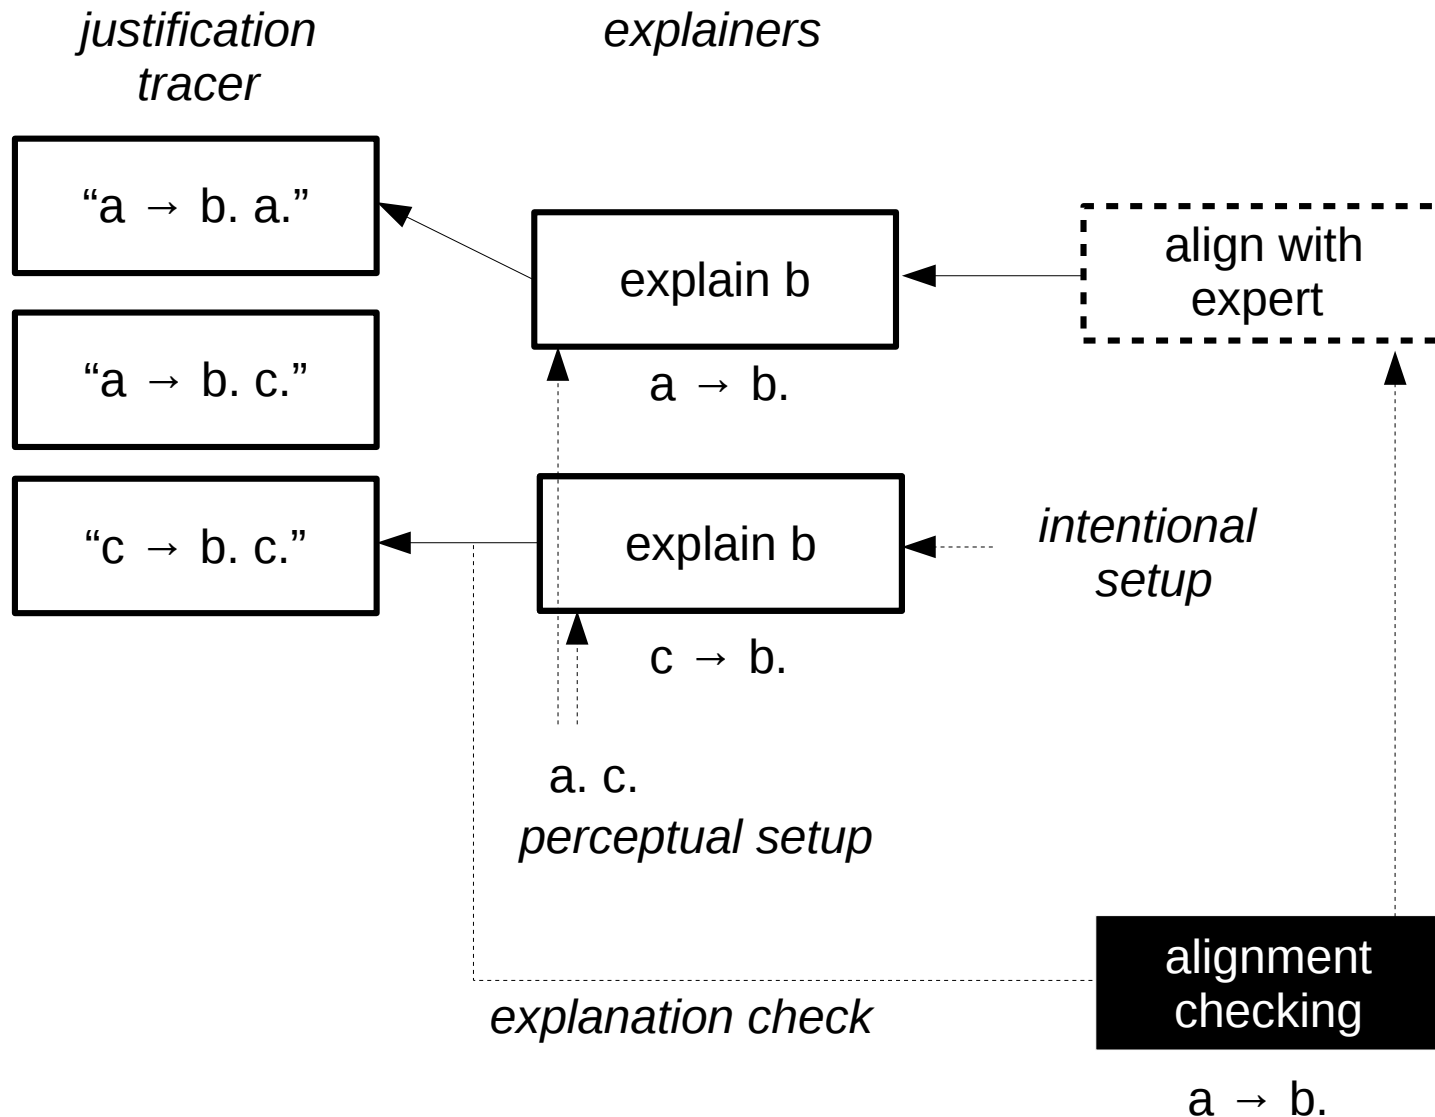 justification
tracer
explainers
“a → b. a.”
“a → b. c.”
“c → b. c.”
explain b
a → b.
explain b
c → b.
align with
expert
intentional
setup
a. c.
perceptual setup
explanation check
alignment
checking
a → b.